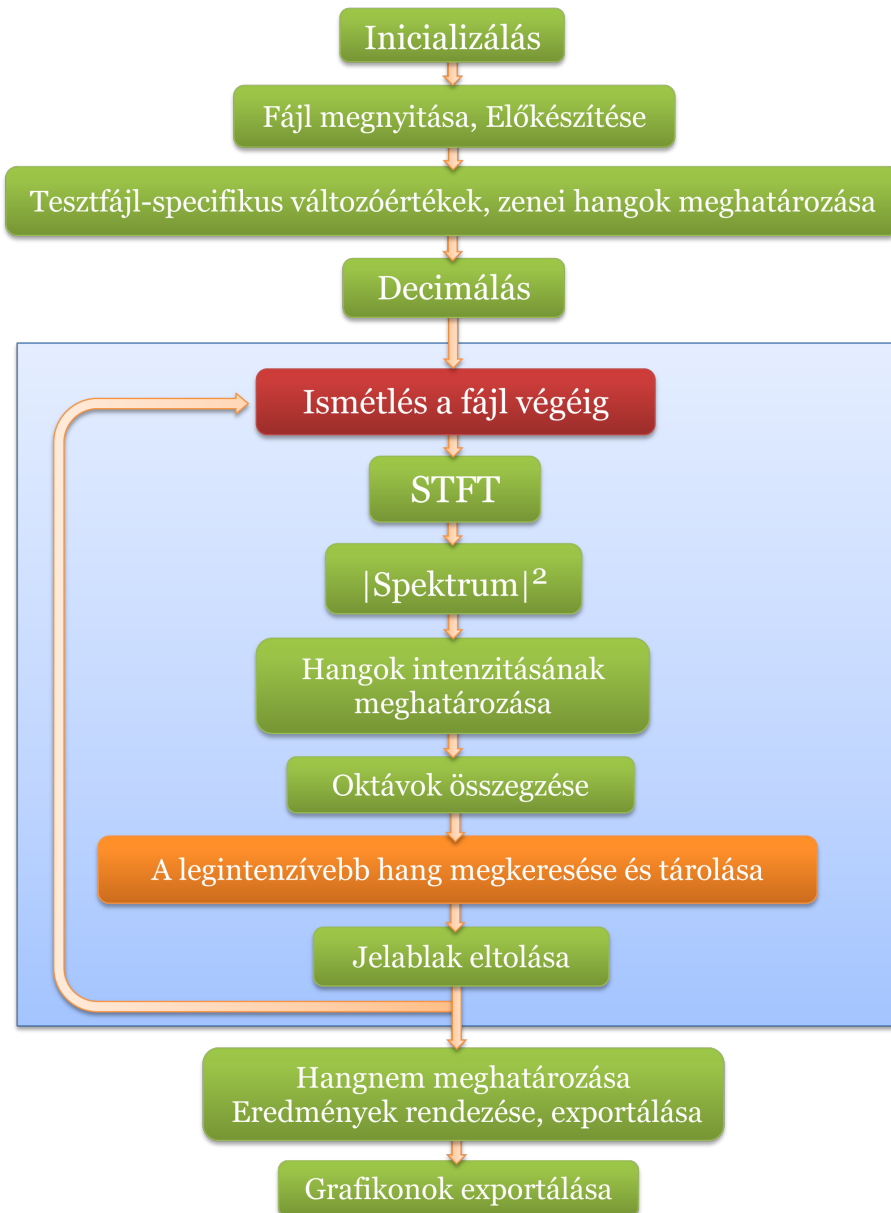 Inicializálás
Fájl megnyitása, Előkészítése
Tesztfájl-specifikus változóértékek, zenei hangok meghatározása
Decimálás
Ismétlés a fájl végéig
STFT
|Spektrum|²
Hangok intenzitásának
meghatározása
Oktávok összegzése
A legintenzívebb hang megkeresése és tárolása
Jelablak eltolása
Hangnem meghatározása
Eredmények rendezése, exportálása
Grafikonok exportálása